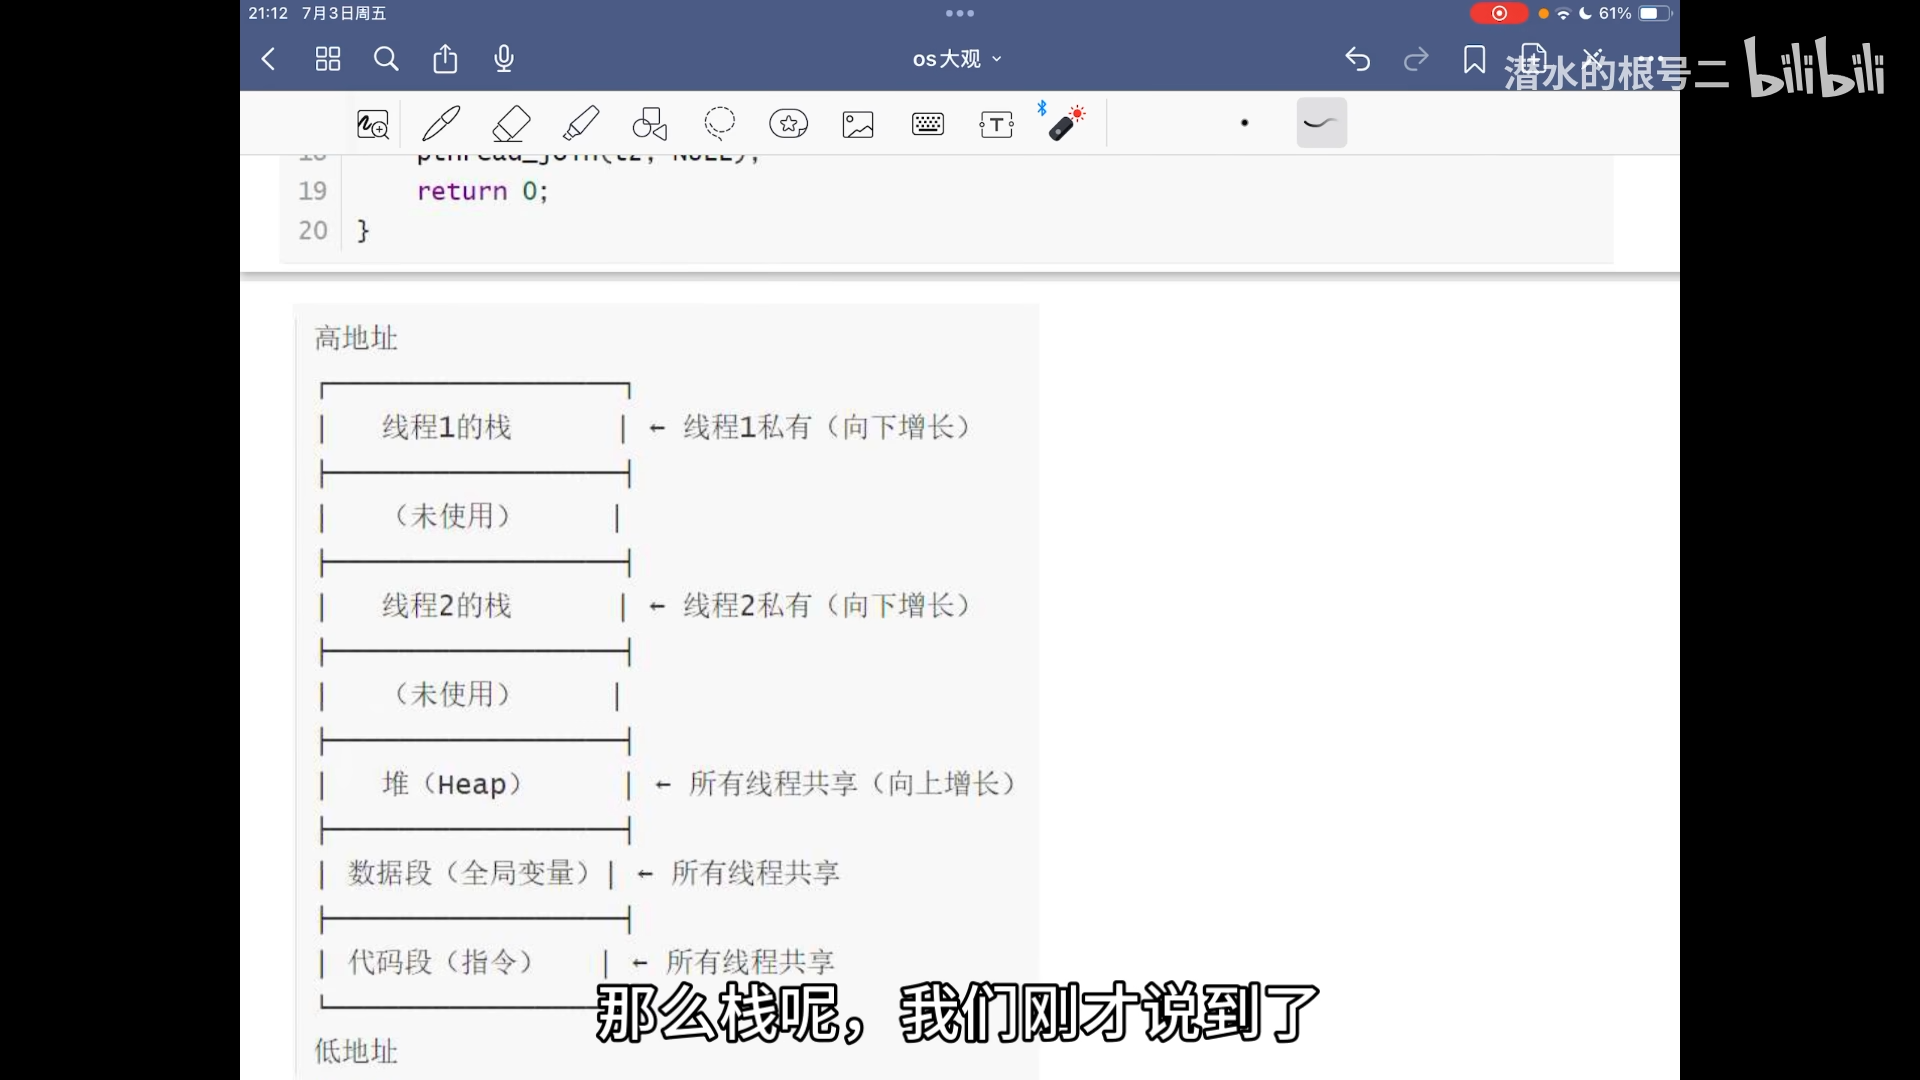 21:12 7月3日周五
61%
os大观
潜水的根号二 bilibili
T
18 pthread_join(t2, NULL);
19 return 0;
20 }
高地址
线程1的栈 ← 线程1私有（向下增长）
（未使用）
线程2的栈 ← 线程2私有（向下增长）
（未使用）
堆（Heap） ← 所有线程共享（向上增长）
数据段（全局变量） ← 所有线程共享
代码段（指令） ← 所有线程共享
低地址
那么栈呢，我们刚才说到了